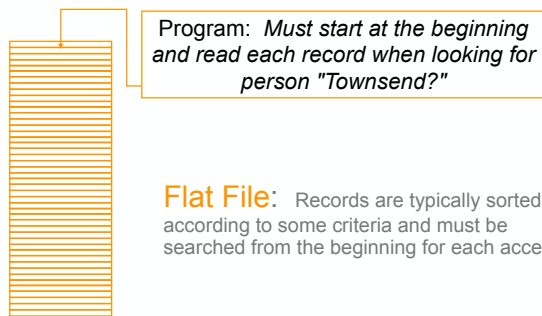 Program: Must start at the beginning
and read each record when looking for
person "Townsend?"
Flat File: Records are typically sorted
according to some criteria and must be
searched from the beginning for each acce